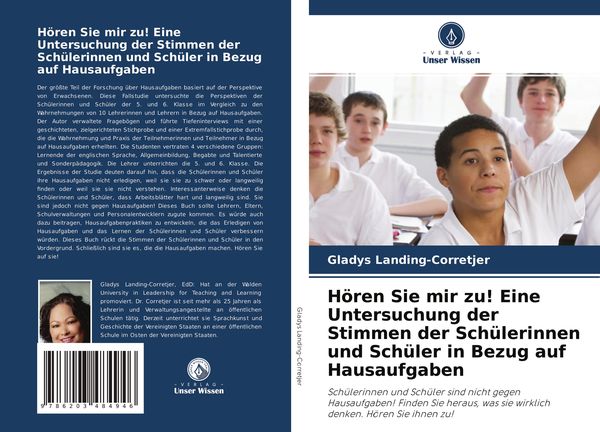 Hören Sie mir zu! Eine
Untersuchung der Stimmen der
Schülerinnen und Schüler in Bezug
auf Hausaufgaben
Der größte Teil der Forschung über Hausaufgaben basiert auf der Perspektive
von Erwachsenen. Diese Fallstudie untersuchte die Perspektiven der
Schülerinnen und Schüler der 5. und 6. Klasse im Vergleich zu den
Wahrnehmungen von 10 Lehrerinnen und Lehrern in Bezug auf Hausaufgaben.
Der Autor verwaltete Fragebögen und führte Tiefeninterviews mit einer
geschichteten, zielgerichteten Stichprobe und einer Extremfallstichprobe durch,
die die Wahrnehmung und Praxis der Teilnehmerinnen und Teilnehmer in Bezug
auf Hausaufgaben erhellten. Die Studenten vertraten 4 verschiedene Gruppen:
Lernende der englischen Sprache, Allgemeinbildung, Begabte und Talentierte
und Sonderpädagogik. Die Lehrer unterrichten die 5. und 6. Klasse. Die
Ergebnisse der Studie deuten darauf hin, dass die Schülerinnen und Schüler
ihre Hausaufgaben nicht erledigen, weil sie sie zu schwer oder langweilig
finden oder weil sie sie nicht verstehen. Interessanterweise denken die
Schülerinnen und Schüler, dass Arbeitsblätter hart und langweilig sind. Sie
sind jedoch nicht gegen Hausaufgaben! Dieses Buch sollte Lehrern, Eltern,
Schulverwaltungen und Personalentwicklern zugute kommen. Es würde auch
dazu beitragen, Hausaufgabenpraktiken zu entwickeln, die das Erledigen von
Hausaufgaben und das Lernen der Schülerinnen und Schüler verbessern
würden. Dieses Buch rückt die Stimmen der Schülerinnen und Schüler in den
Vordergrund. Schließlich sind sie es, die die Hausaufgaben machen. Hören Sie
auf sie!
Gladys Landing-Corretjer, EdD: Hat an der Walden
University in Leadership for Teaching and Learning
promoviert. Dr. Corretjer ist seit mehr als 25 Jahren als
Lehrerin und Verwaltungsangestellte an öffentlichen
Schulen tätig. Derzeit unterrichtet sie Sprachkunst und
Geschichte der Vereinigten Staaten an einer öffentlichen
Schule im Osten der Vereinigten Staaten.
9 786203 484946
VERLAG
Unser Wissen
Gladys Landing-Corretjer
VERLAG
Unser Wissen
Gladys Landing-Corretjer
Hören Sie mir zu! Eine
Untersuchung der
Stimmen der Schülerinnen
und Schüler in Bezug auf
Hausaufgaben
Schülerinnen und Schüler sind nicht gegen
Hausaufgaben! Finden Sie heraus, was sie wirklich
denken. Hören Sie ihnen zu!